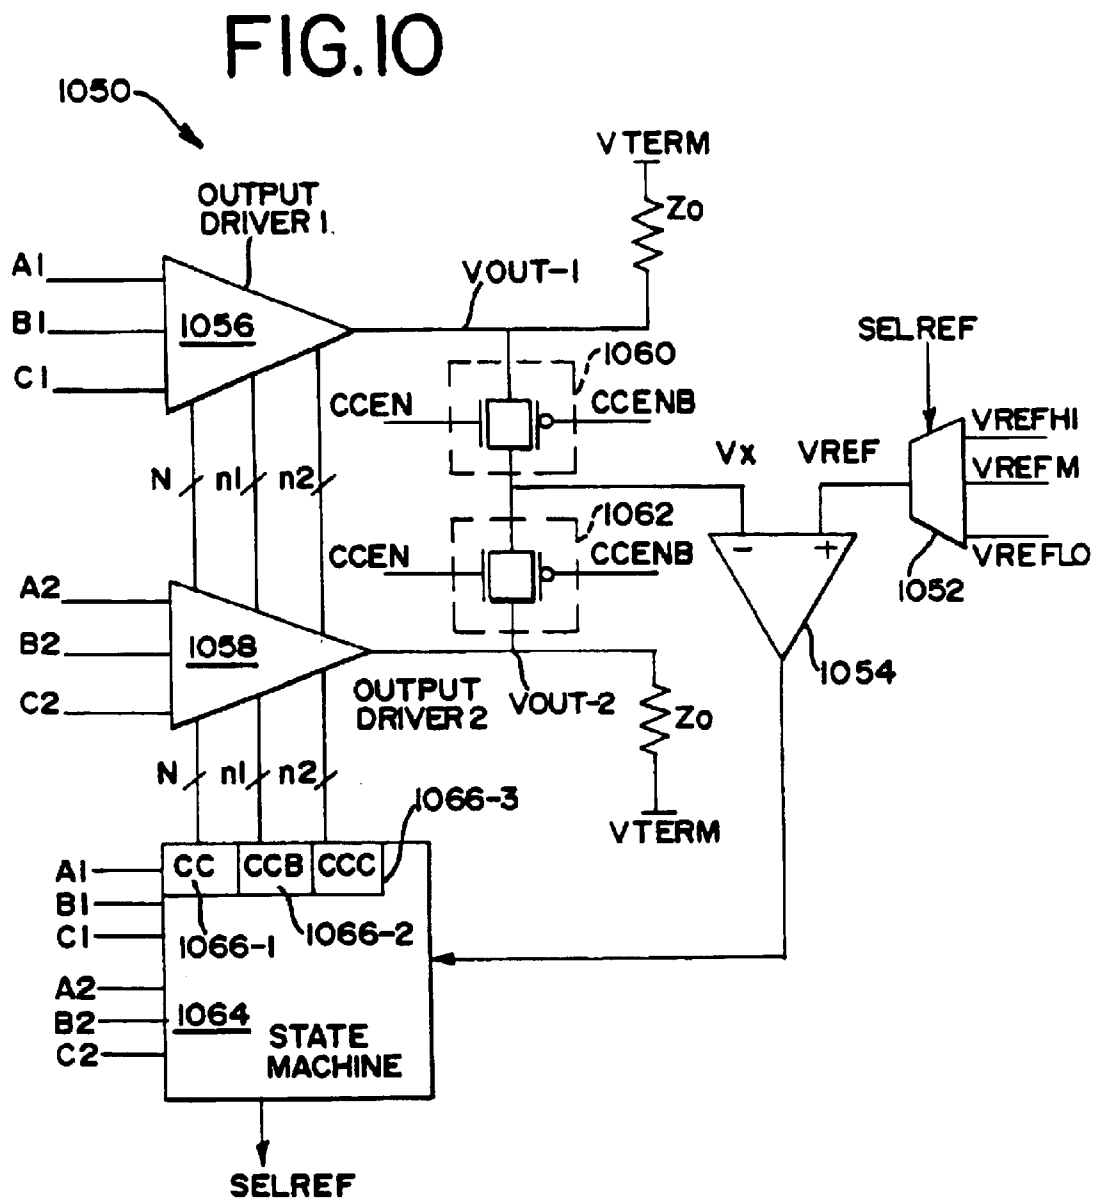 FIG.10
1050
VTERM
OUTPUT
DRIVER 1.
Zo
A1
VOUT-1
B1
1056
SELREF
1060
C1
CCEN
CCENB
VREFHI
Vx
VREF
VREFM
N
n1
n2
1062
CCEN
CCENB
-
+
VREFLO
1052
A2
B2
1058
1054
C2
OUTPUT
DRIVER 2
VOUT-2
Zo
N
n1
n2
1066-3
VTERM
A1
CC
CCB
CCC
B1
C1
1066-1
1066-2
A2
B2
1064
STATE
MACHINE
C2
SELREF